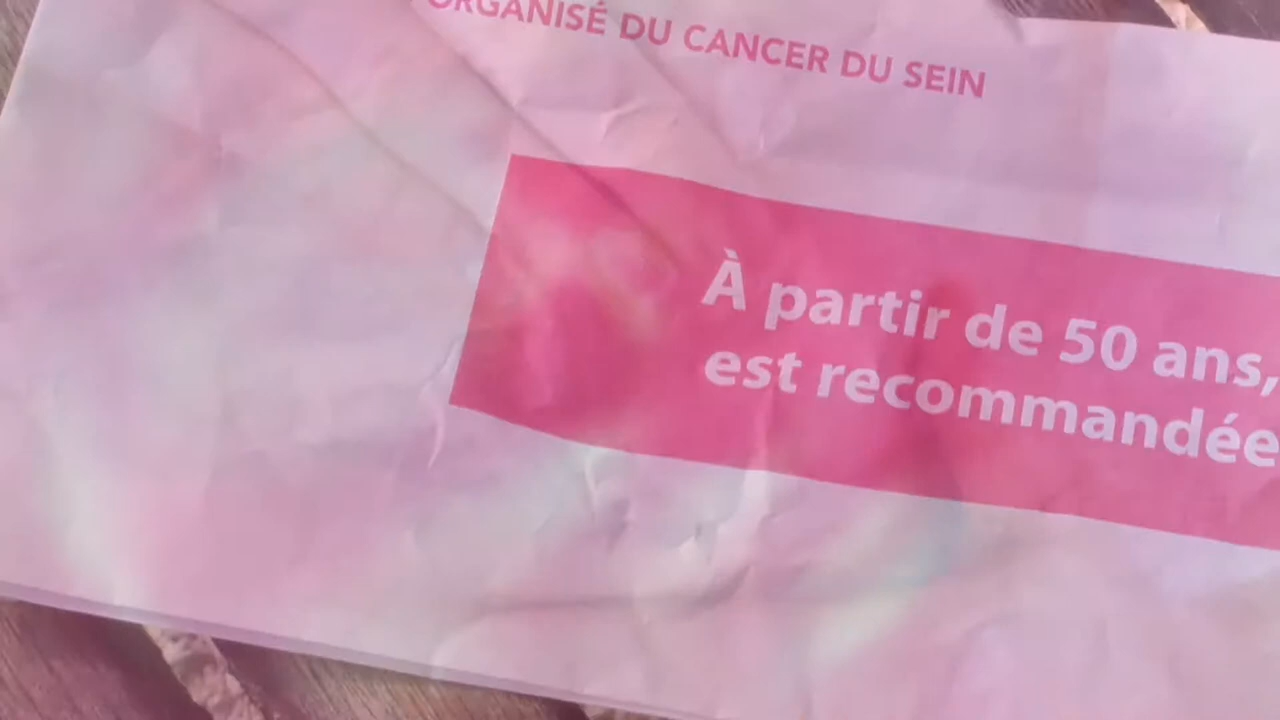 ORGANISÉ DU CANCER DU SEIN
À partir de 50 ans,
est recommandée